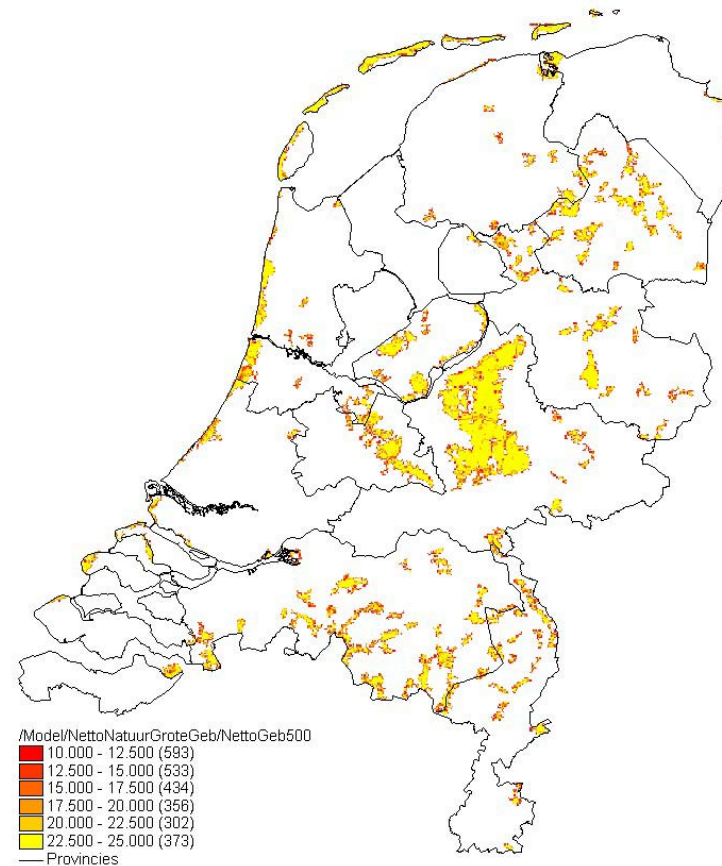 /Model/NettoNatuurGroteGeb/NettoGeb500
10.000 - 12.500 (593)
12.500 - 15.000 (533)
15.000 - 17.500 (434)
17.500 - 20.000 (356)
20.000 - 22.500 (302)
22.500 - 25.000 (373)
Provincies